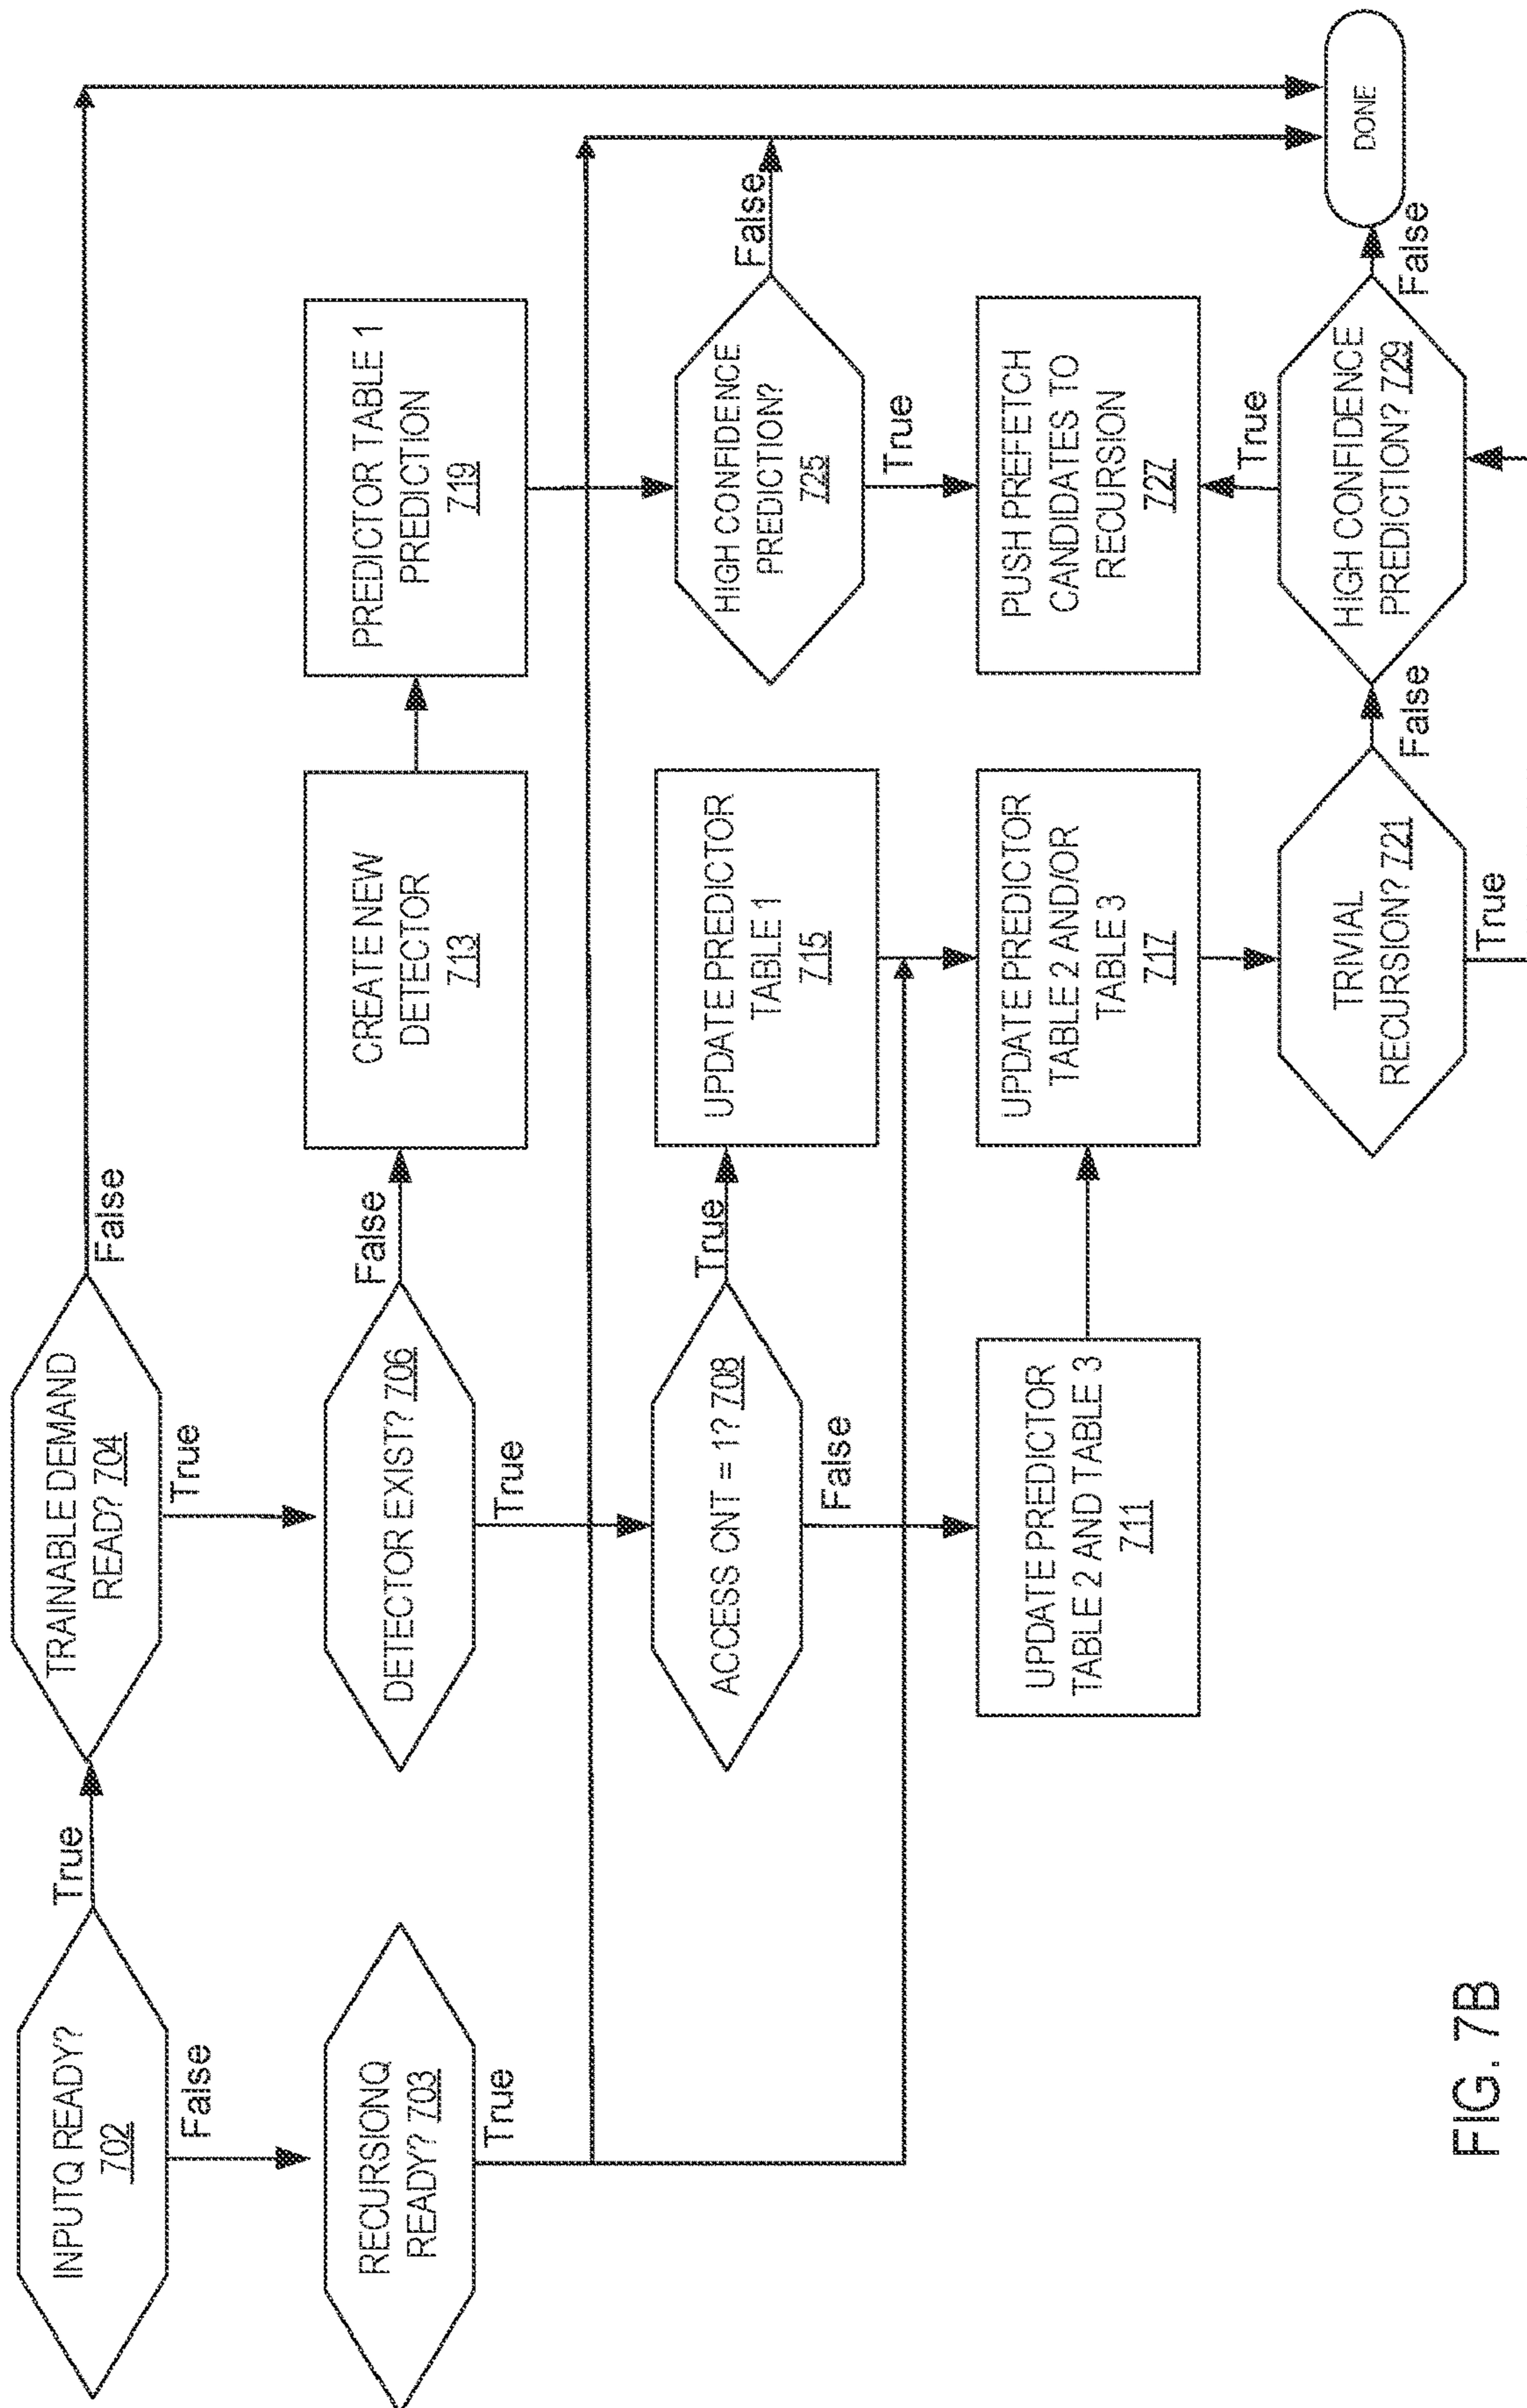 INPUTQ READY?
702
True
False
TRAINABLE DEMAND
READ? 704
False
True
RECURSIONQ
READY? 703
True
DETECTOR EXIST? 706
False
True
CREATE NEW
DETECTOR
713
PREDICTOR TABLE 1
PREDICTION
719
ACCESS CNT = 1? 708
True
False
UPDATE PREDICTOR
TABLE 1
715
HIGH CONFIDENCE
PREDICTION?
725
False
True
UPDATE PREDICTOR
TABLE 2 AND TABLE 3
711
UPDATE PREDICTOR
TABLE 2 AND/OR
TABLE 3
717
PUSH PREFETCH
CANDIDATES TO
RECURSION
727
True
TRIVIAL
RECURSION? 721
False
True
HIGH CONFIDENCE
PREDICTION? 729
False
DONE
FIG. 7B